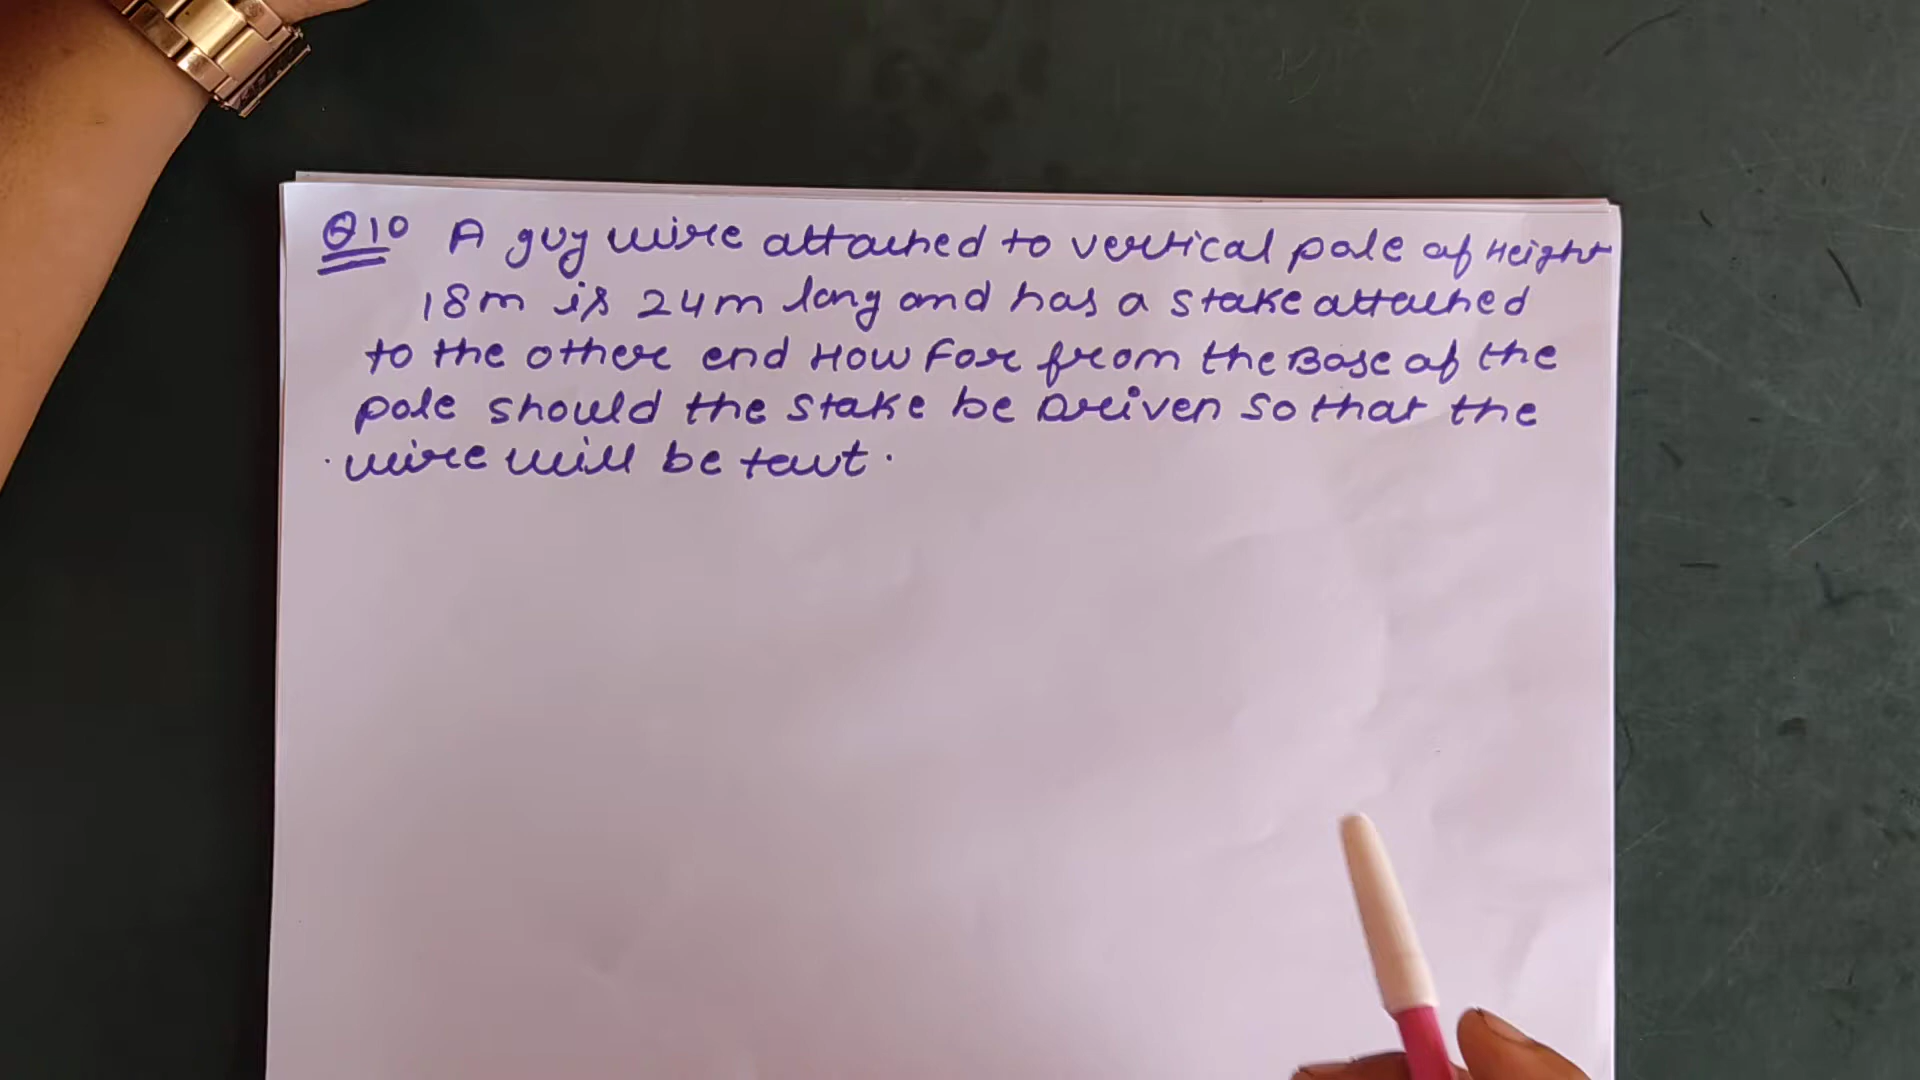 Q10 A guy wire attached to vertical pole of Height
18m is 24m long and has a stake attached
to the other end How For from the Base of the
pole should the stake be Driven so that the
wire will be taut.